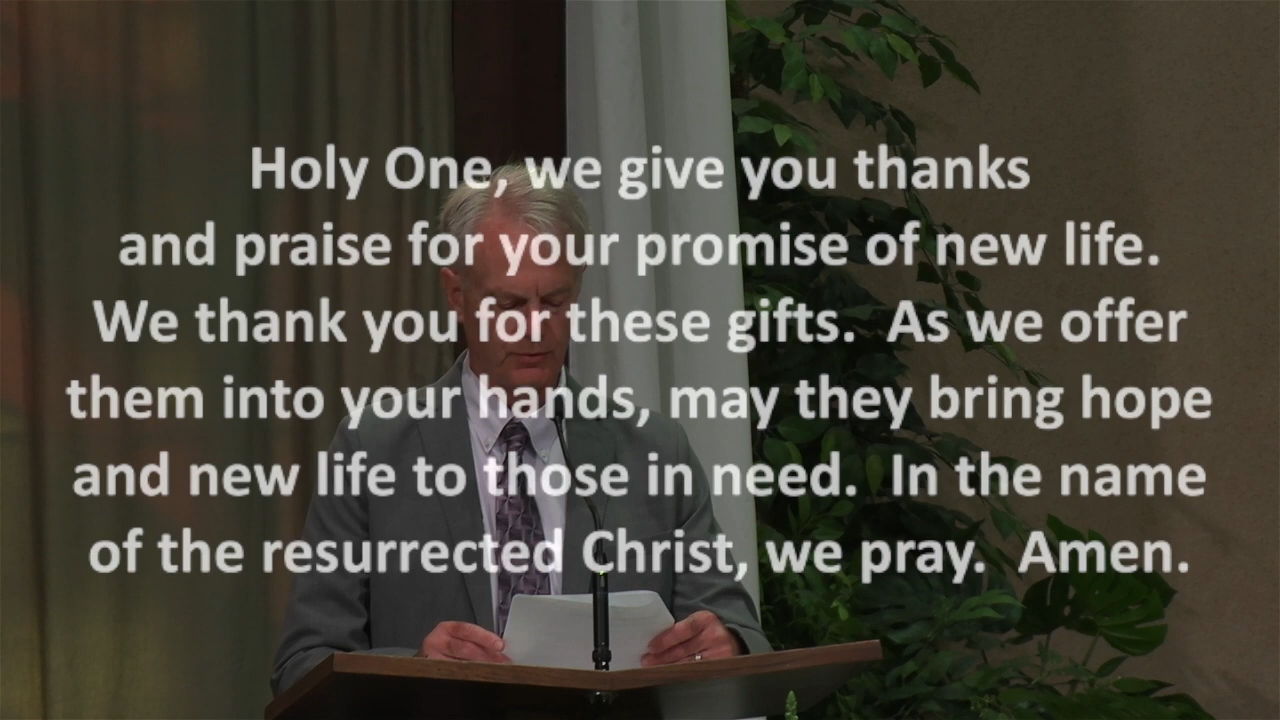 Holy One, we give you thanks
and praise for your promise of new life.
We thank you for these gifts.  As we offer
them into your hands, may they bring hope
and new life to those in need.  In the name
of the resurrected Christ, we pray.  Amen.